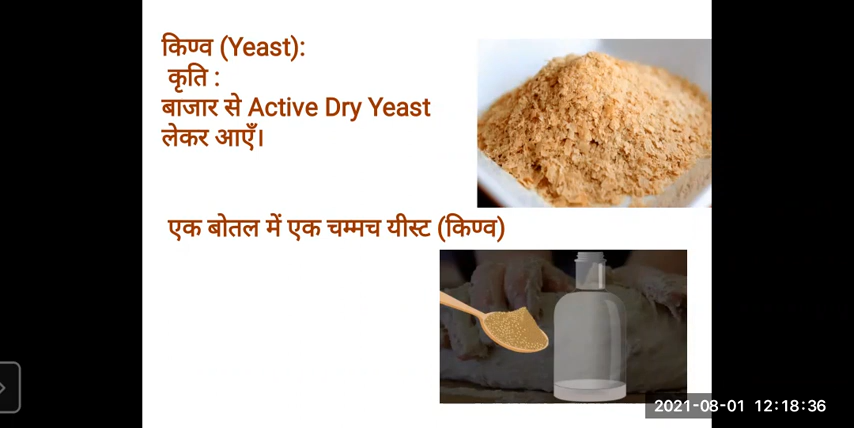 किण्व (Yeast):
कृति :
बाजार से Active Dry Yeast
लेकर आएँ।
एक बोतल में एक चम्मच यीस्ट (किण्व)
2021-08-01 12:18:36